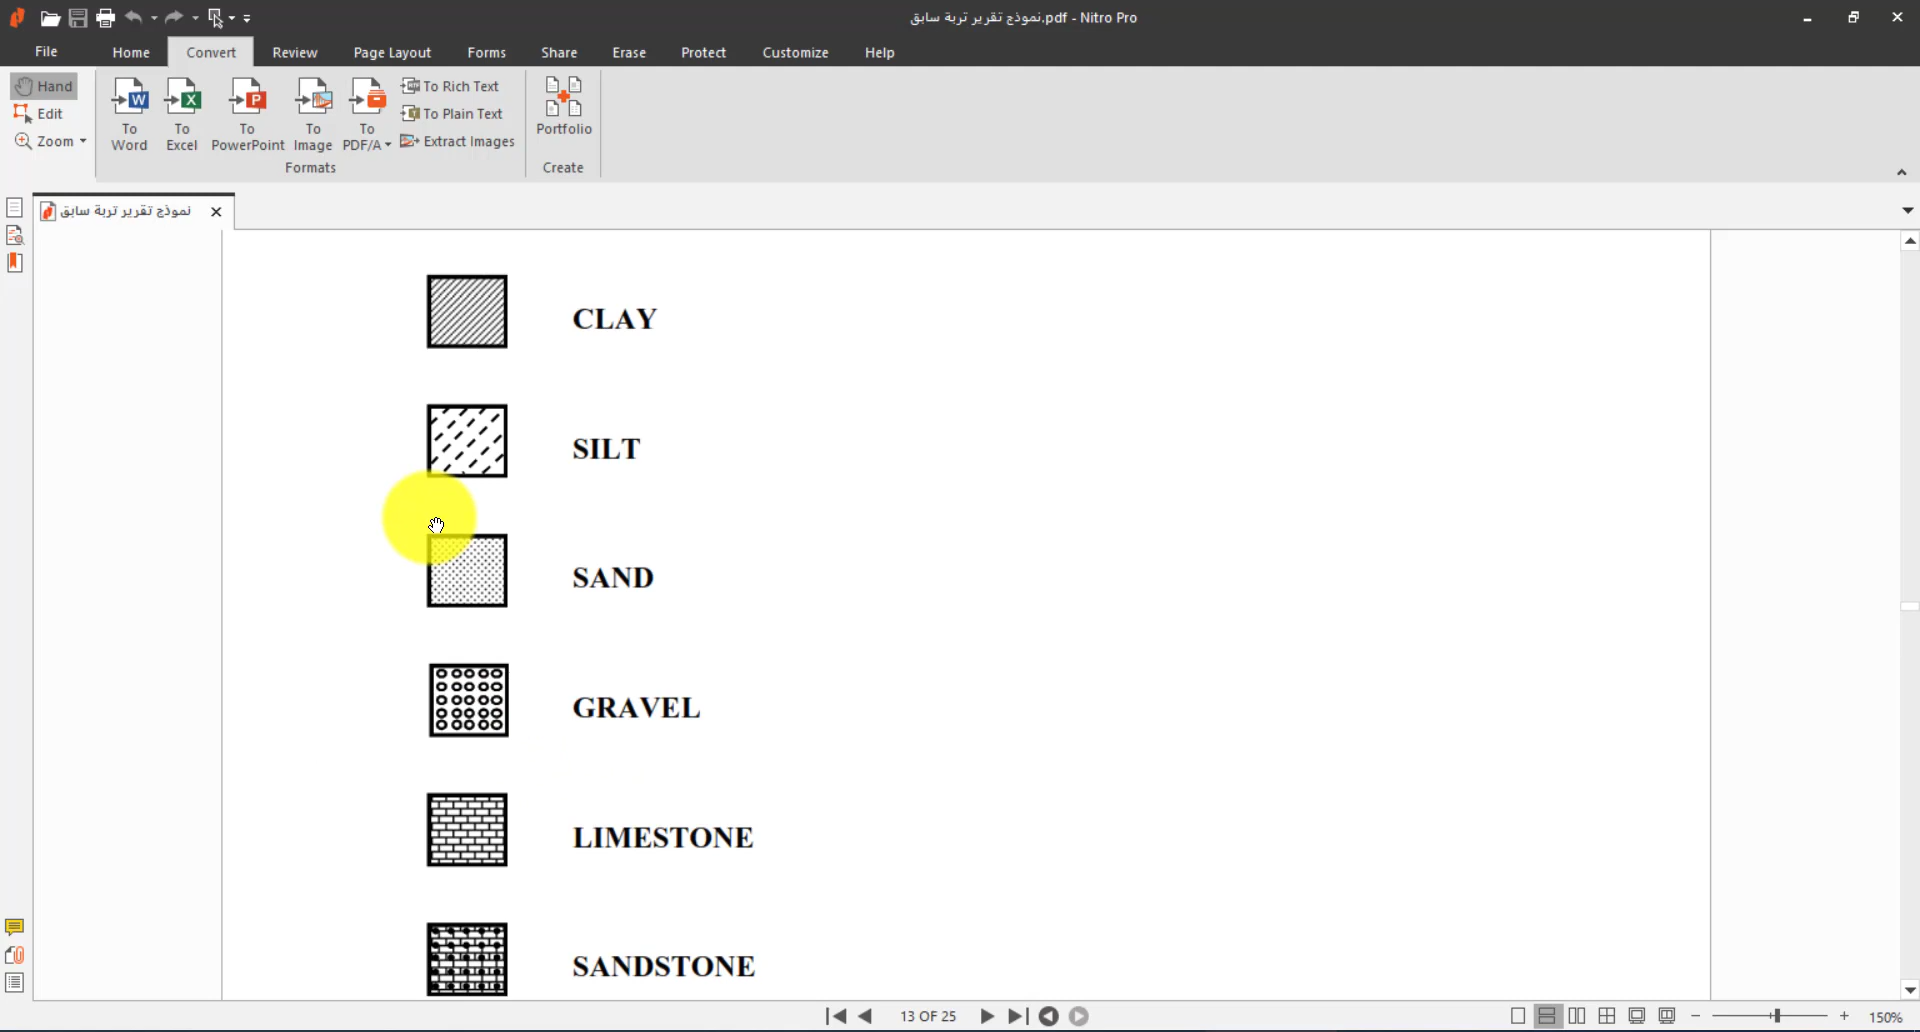 نموذج تقرير تربة سابق.pdf - Nitro Pro
File Home Convert Review Page Layout Forms Share Erase Protect Customize Help
Hand
Edit
Zoom
To Word
To Excel
To PowerPoint
To Image
To PDF/A
To Rich Text
To Plain Text
Extract Images
Formats
Portfolio
Create
نموذج تقرير تربة سابق
CLAY
SILT
SAND
GRAVEL
LIMESTONE
SANDSTONE
13 OF 25
150%